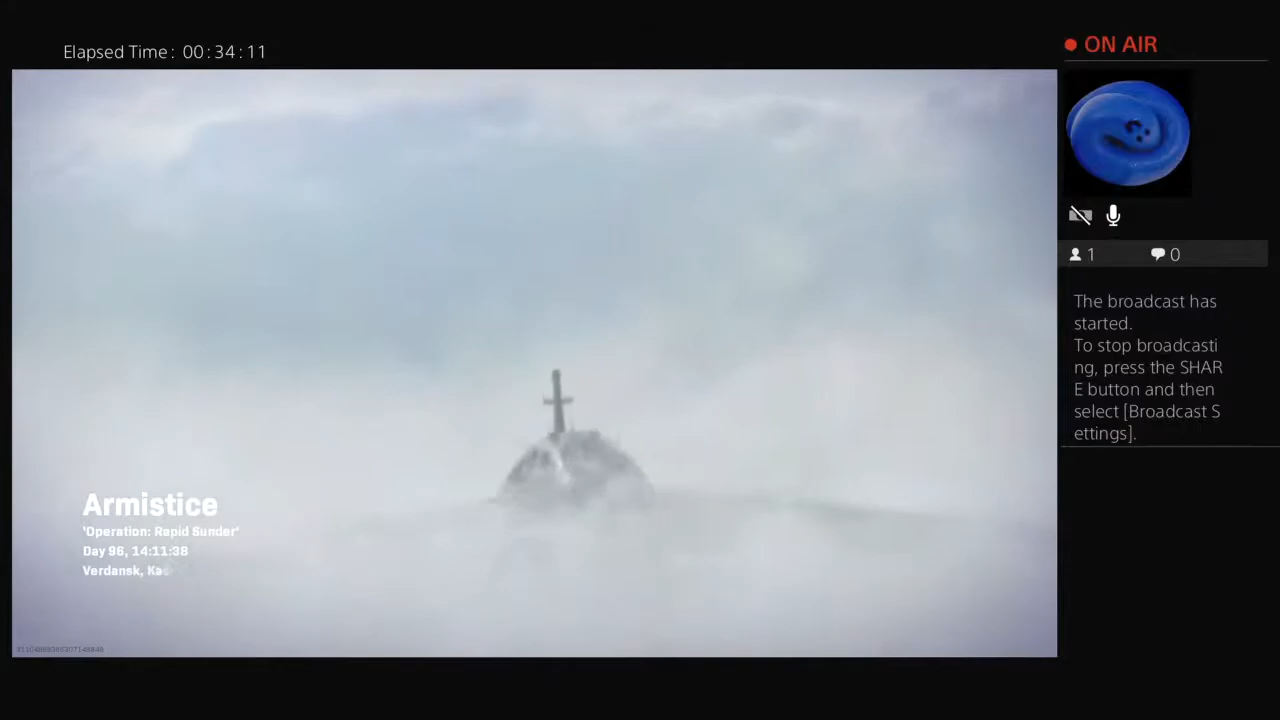 Elapsed Time: 00:34:11
ON AIR
1
0
The broadcast has
started.
To stop broadcasti
ng, press the SHAR
E button and then
select [Broadcast S
ettings].
Armistice
'Operation: Rapid Sunder'
Day 96, 14:11:38
Verdansk, Kas